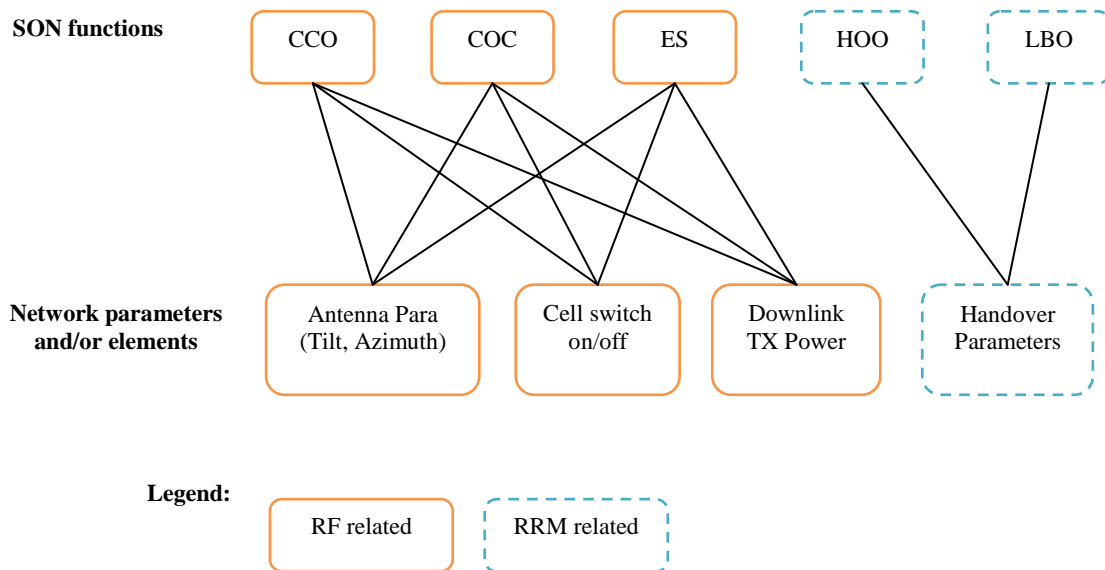 SON functions
CCO
COC
ES
HOO
LBO
Network parameters
and/or elements
Antenna Para
(Tilt, Azimuth)
Cell switch
on/off
Downlink
TX Power
Handover
Parameters
Legend:
RF related
RRM related